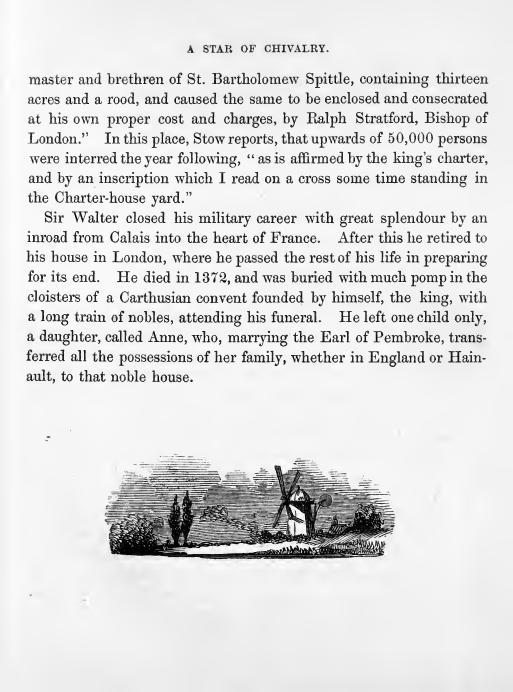 A STAR OF CHIVALRY.
master and brethren of St. Bartholomew Spittle, containing thirteen
acres and a rood, and caused the same to be enclosed and consecrated
at his own proper cost and charges, by Ralph Stratford, Bishop of
London.” In this place, Stow reports, that upwards of 50,000 persons
were interred the year following, “ as is affirmed by the king’s charter,
and by an inscription which I read on a cross some time standing in
the Charter-house yard.”
Sir Walter closed his military career with great splendour by an
inroad from Calais into the heart of France. After this he retired to
his house in London, where he passed the rest of his life in preparing
for its end. He died in 1372, and was buried with much pomp in the
cloisters of a Carthusian convent founded by himself, the king, with
a long train of nobles, attending his funeral. He left one child only,
a daughter, called Anne, who, marrying the Earl of Pembroke, trans-
ferred all the possessions of her family, whether in England or Hain-
ault, to that noble house.